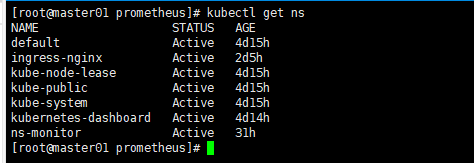 [root@master01 prometheus]# kubectl get ns
NAME STATUS AGE
default Active 4d15h
ingress-nginx Active 2d5h
kube-node-lease Active 4d15h
kube-public Active 4d15h
kube-system Active 4d15h
kubernetes-dashboard Active 4d14h
ns-monitor Active 31h
[root@master01 prometheus]#